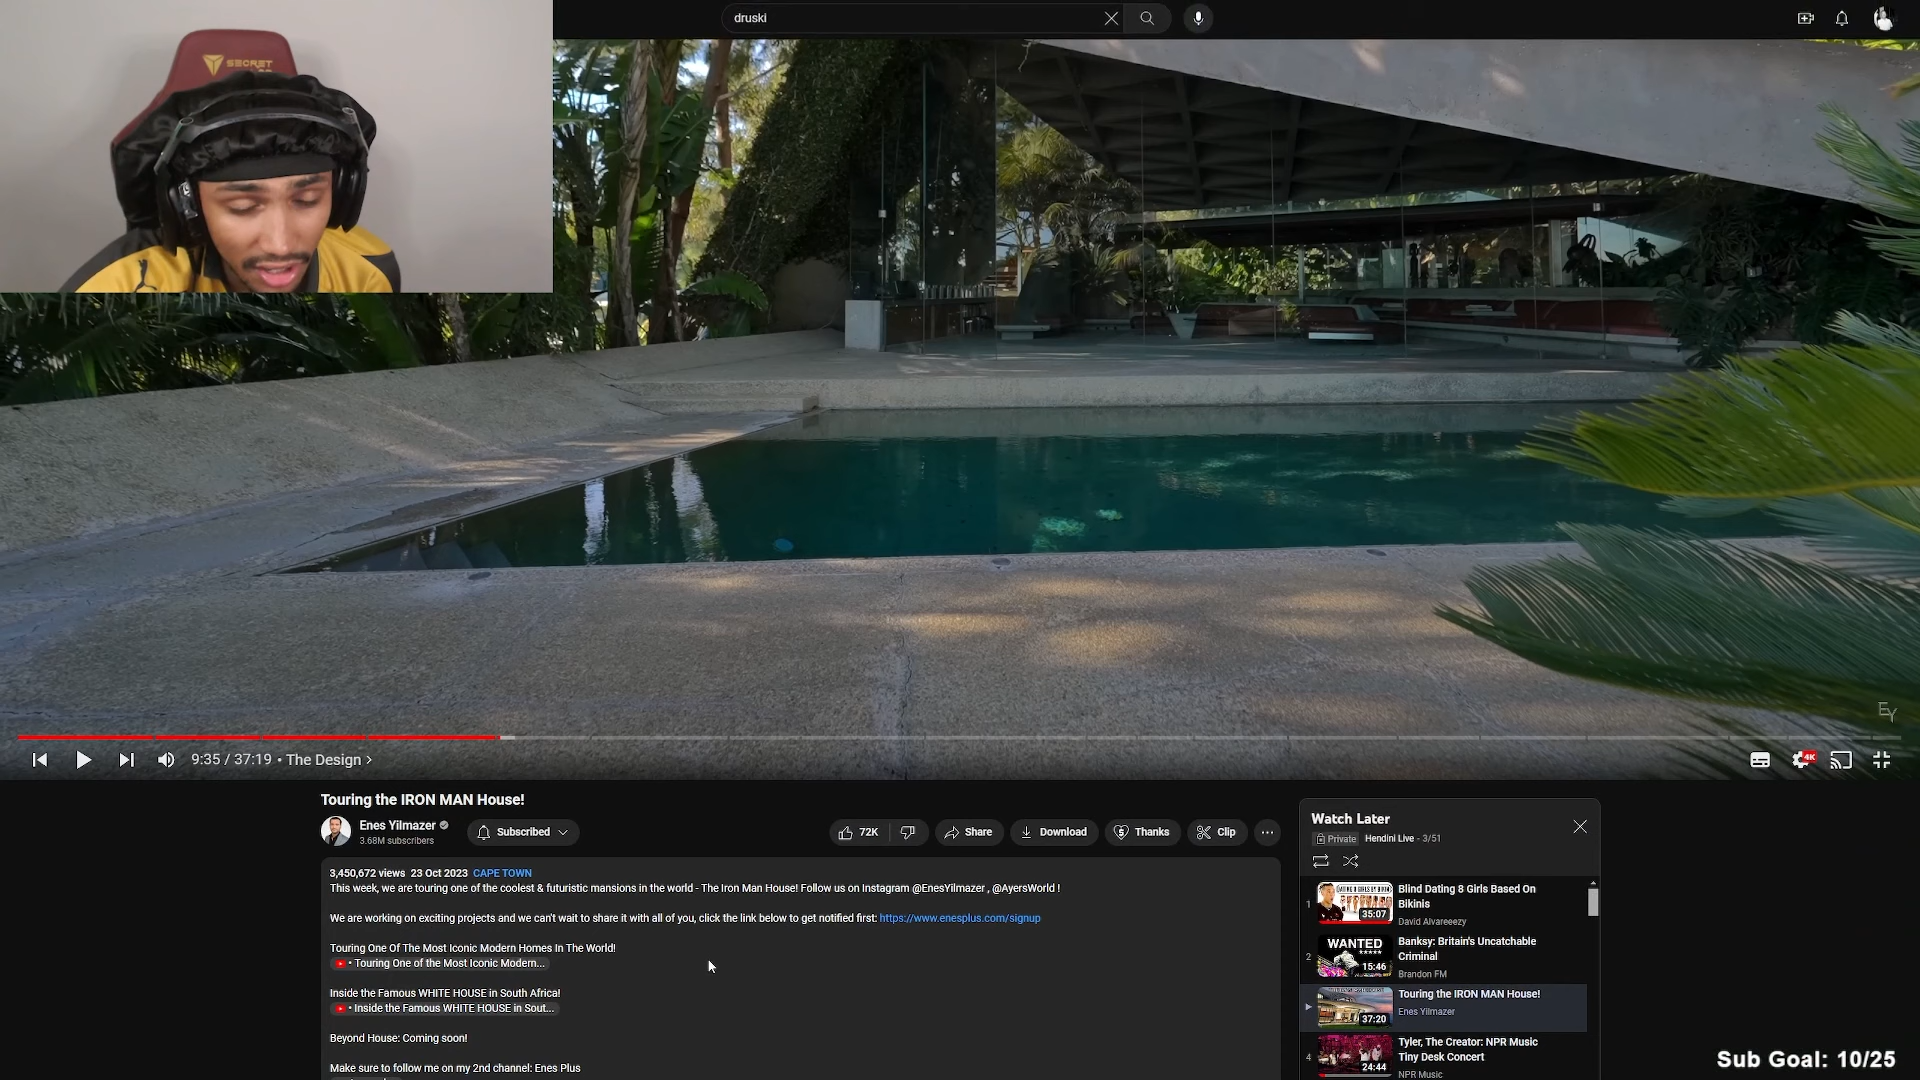 druski
SECRET
EY
9:35 / 37:19 • The Design >
4K
Touring the IRON MAN House!
Enes Yilmazer
3.68M subscribers
Subscribed
72K
Share
Download
Thanks
Clip
3,450,672 views 23 Oct 2023 CAPE TOWN
This week, we are touring one of the coolest & futuristic mansions in the world - The Iron Man House! Follow us on Instagram @EnesYilmazer , @AyersWorld !
We are working on exciting projects and we can't wait to share it with all of you, click the link below to get notified first: https://www.enesplus.com/signup
Touring One Of The Most Iconic Modern Homes In The World!
• Touring One of the Most Iconic Modern...
Inside the Famous WHITE HOUSE in South Africa!
• Inside the Famous WHITE HOUSE in Sout...
Beyond House: Coming soon!
Make sure to follow me on my 2nd channel: Enes Plus
Watch Later
Private Hendini Live - 3/51
1
35:07
Blind Dating 8 Girls Based On
Bikinis
David Alvareeezy
2
WANTED
15:46
Banksy: Britain's Uncatchable
Criminal
Brandon FM
37:20
Touring the IRON MAN House!
Enes Yilmazer
4
24:44
Tyler, The Creator: NPR Music
Tiny Desk Concert
NPR Music
Sub Goal: 10/25